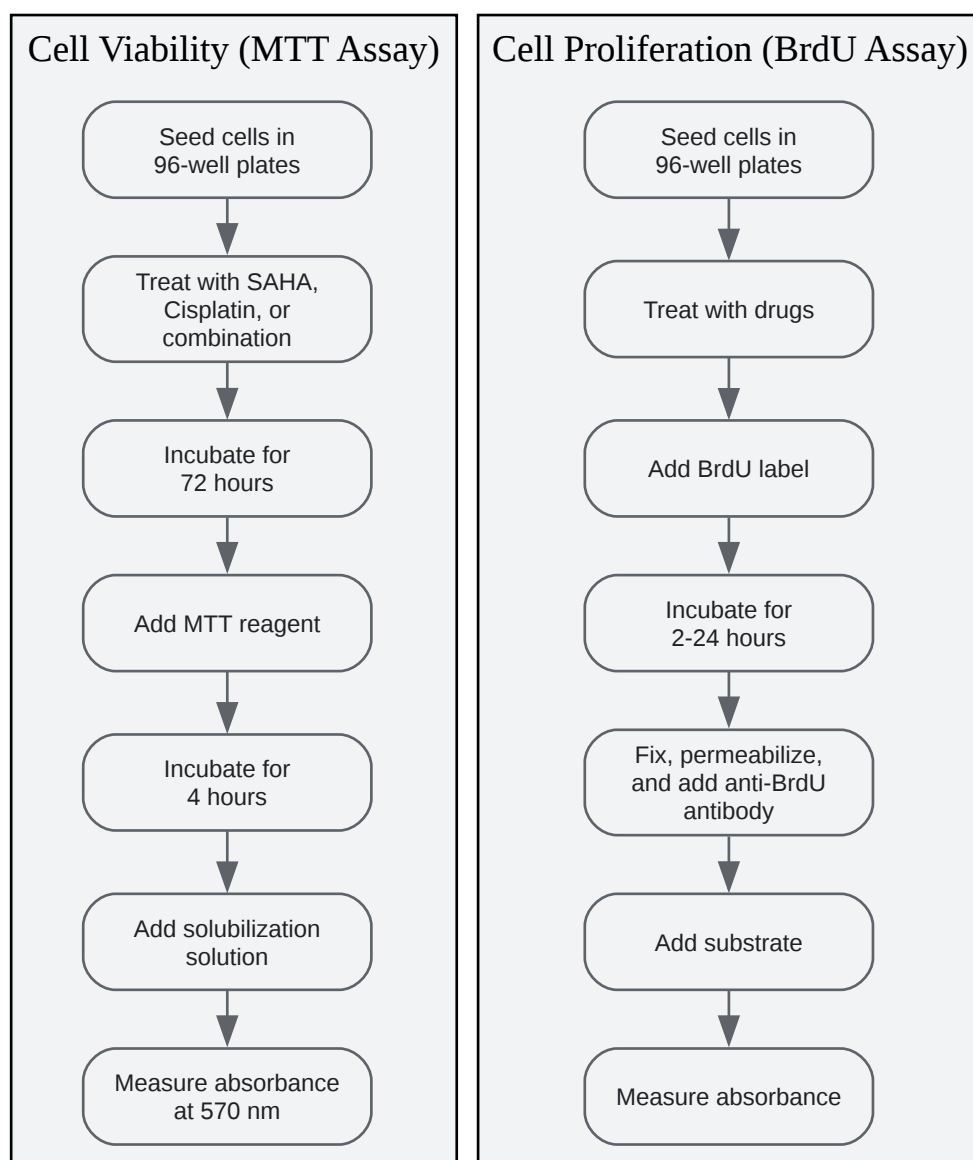 Cell Viability (MTT Assay)
Seed cells in
96-well plates
Treat with SAHA,
Cisplatin, or
combination
Incubate for
72 hours
Add MTT reagent
Incubate for
4 hours
Add solubilization
solution
Measure absorbance
at 570 nm
Cell Proliferation (BrdU Assay)
Seed cells in
96-well plates
Treat with drugs
Add BrdU label
Incubate for
2-24 hours
Fix, permeabilize,
and add anti-BrdU
antibody
Add substrate
Measure absorbance